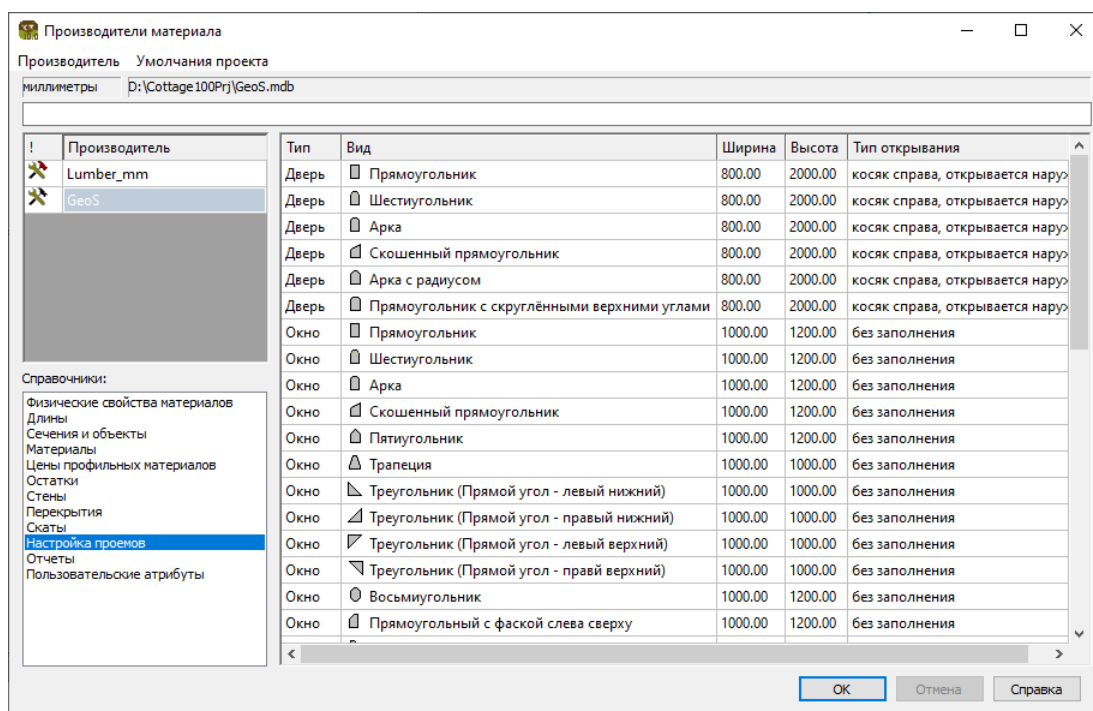 Производители материала
Производитель Умолчания проекта
миллиметры D:\Cottage100Prj\GeoS.mdb
! Производитель
Lumber_mm
GeoS
Справочники:
Физические свойства материалов
Длины
Сечения и объекты
Материалы
Цены профильных материалов
Остатки
Стены
Перекрытия
Скаты
Настройка проемов
Отчеты
Пользовательские атрибуты
Тип Вид Ширина Высота Тип открывания
Дверь Прямоугольник 800.00 2000.00 косяк справа, открывается наруж
Дверь Шестиугольник 800.00 2000.00 косяк справа, открывается наруж
Дверь Арка 800.00 2000.00 косяк справа, открывается наруж
Дверь Скошенный прямоугольник 800.00 2000.00 косяк справа, открывается наруж
Дверь Арка с радиусом 800.00 2000.00 косяк справа, открывается наруж
Дверь Прямоугольник с скруглёнными верхними углами 800.00 2000.00 косяк справа, открывается наруж
Окно Прямоугольник 1000.00 1200.00 без заполнения
Окно Шестиугольник 1000.00 1200.00 без заполнения
Окно Арка 1000.00 1200.00 без заполнения
Окно Скошенный прямоугольник 1000.00 1200.00 без заполнения
Окно Пятиугольник 1000.00 1200.00 без заполнения
Окно Трапеция 1000.00 1000.00 без заполнения
Окно Треугольник (Прямой угол - левый нижний) 1000.00 1000.00 без заполнения
Окно Треугольник (Прямой угол - правый нижний) 1000.00 1000.00 без заполнения
Окно Треугольник (Прямой угол - левый верхний) 1000.00 1000.00 без заполнения
Окно Треугольник (Прямой угол - правй верхний) 1000.00 1000.00 без заполнения
Окно Восьмиугольник 1000.00 1200.00 без заполнения
Окно Прямоугольный с фаской слева сверху 1000.00 1200.00 без заполнения
OK Отмена Справка